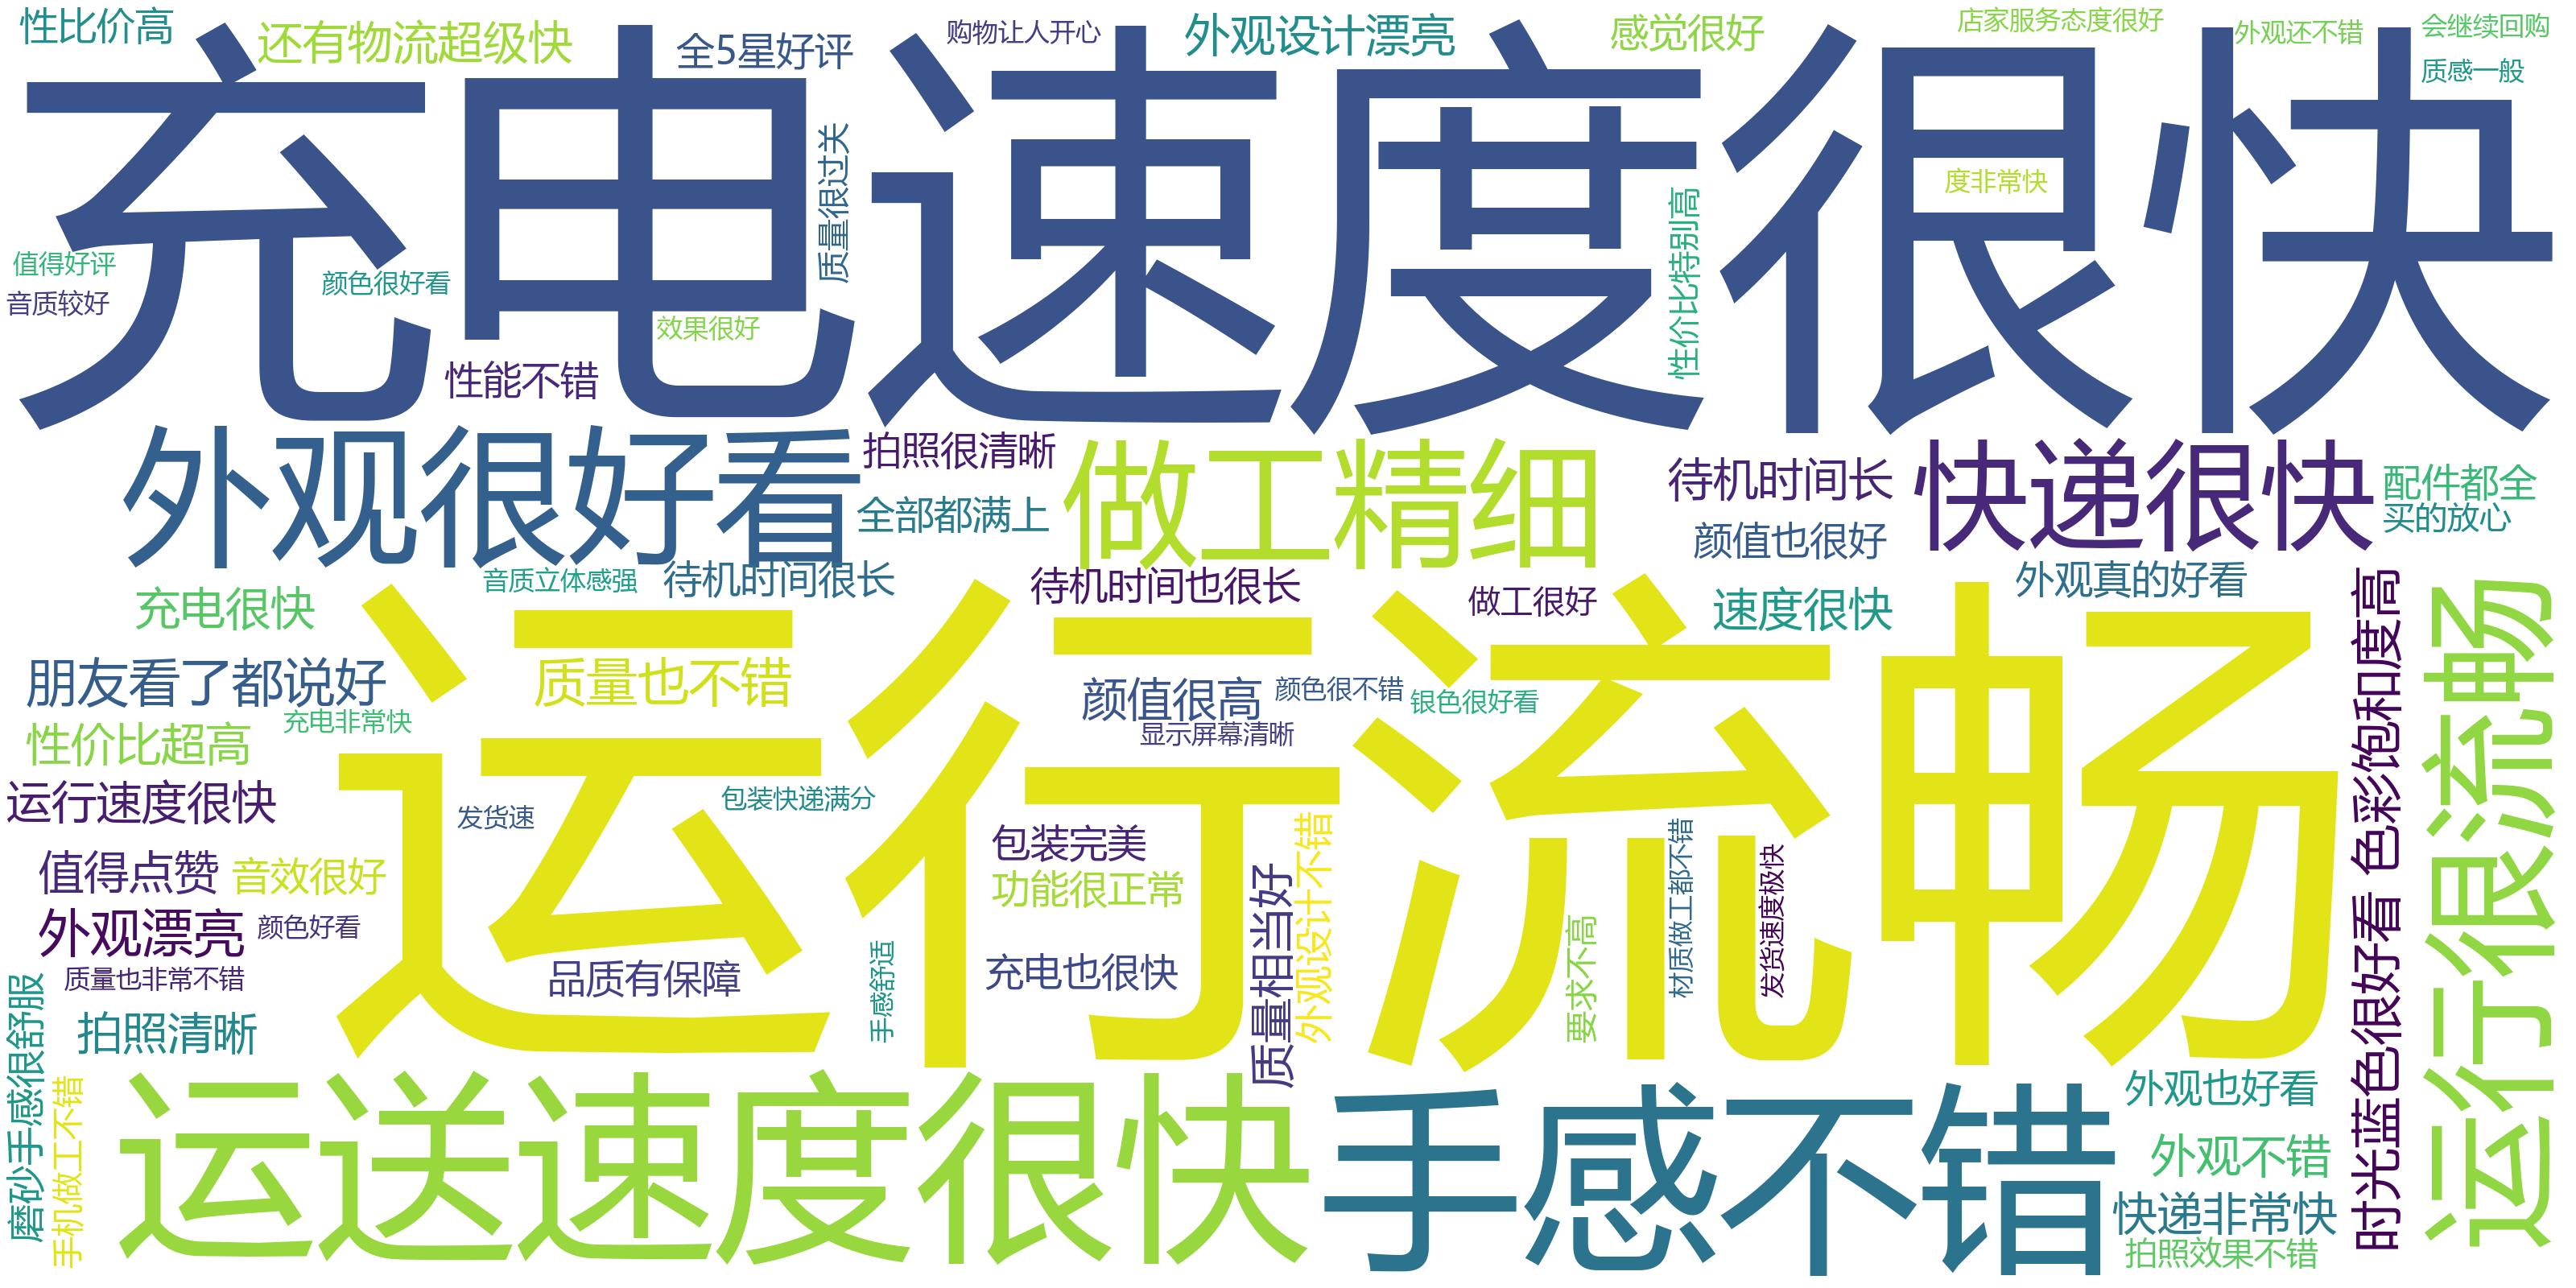 性比价高
还有物流超级快
全5星好评
购物让人开心
外观设计漂亮
感觉很好
店家服务态度很好
外观还不错
会继续回购
质感一般
充电速度很快
质量很过关
度非常快
性价比特别高
值得好评
颜色很好看
音质较好
效果很好
性能不错
外观很好看
拍照很清晰
做工精细
待机时间长
快递很快
配件都全
全部都满上
买的放心
颜值也很好
音质立体感强
待机时间很长
待机时间也很长
做工很好
外观真的好看
充电很快
速度很快
运行流畅
时光蓝色很好看 色彩饱和度高
运行很流畅
朋友看了都说好
质量也不错
颜值很高
颜色很不错
银色很好看
充电非常快
显示屏幕清晰
性价比超高
运行速度很快
发货速
包装快递满分
包装完美
外观设计不错
材质做工都不错
发货速度极快
值得点赞
音效很好
功能很正常
质量相当好
外观漂亮
颜色好看
手感舒适
要求不高
质量也非常不错
品质有保障
充电也很快
磨砂手感很舒服
拍照清晰
手机做工不错
运送速度很快
手感不错
外观也好看
外观不错
快递非常快
拍照效果不错